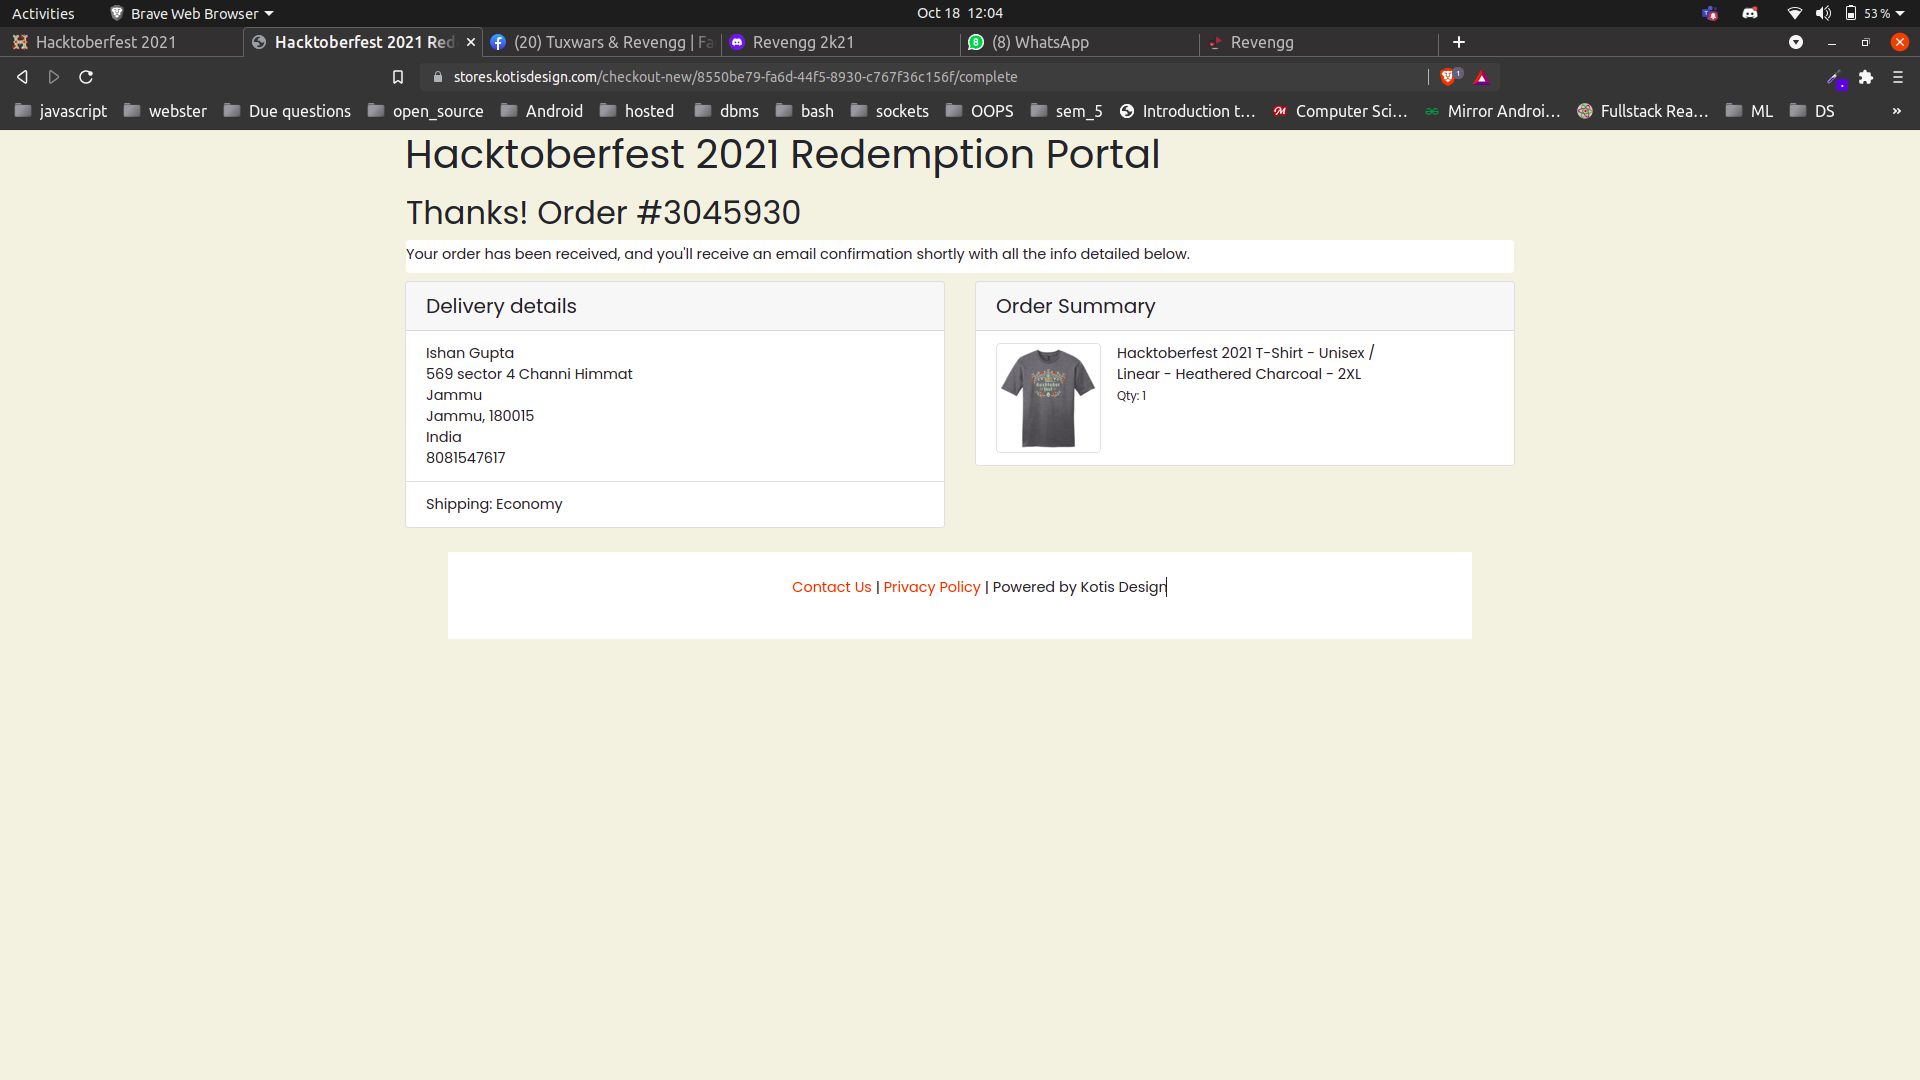 Activities
Brave Web Browser
Oct 18 12:04
53 %
Hacktoberfest 2021
Hacktoberfest 2021 Red
(20) Tuxwars & Revengg | Fa
Revengg 2k21
(8) WhatsApp
Revengg
stores.kotisdesign.com/checkout-new/8550be79-fa6d-44f5-8930-c767f36c156f/complete
1
javascript
webster
Due questions
open_source
Android
hosted
dbms
bash
sockets
OOPS
sem_5
Introduction t...
Computer Sci...
Mirror Androi...
Fullstack Rea...
ML
DS
»
Hacktoberfest 2021 Redemption Portal
Thanks! Order #3045930
Your order has been received, and you'll receive an email confirmation shortly with all the info detailed below.
Delivery details
Ishan Gupta
569 sector 4 Channi Himmat
Jammu
Jammu, 180015
India
8081547617
Shipping: Economy
Order Summary
Hacktoberfest 2021 T-Shirt - Unisex /
Linear - Heathered Charcoal - 2XL
Qty: 1
Contact Us | Privacy Policy | Powered by Kotis Design